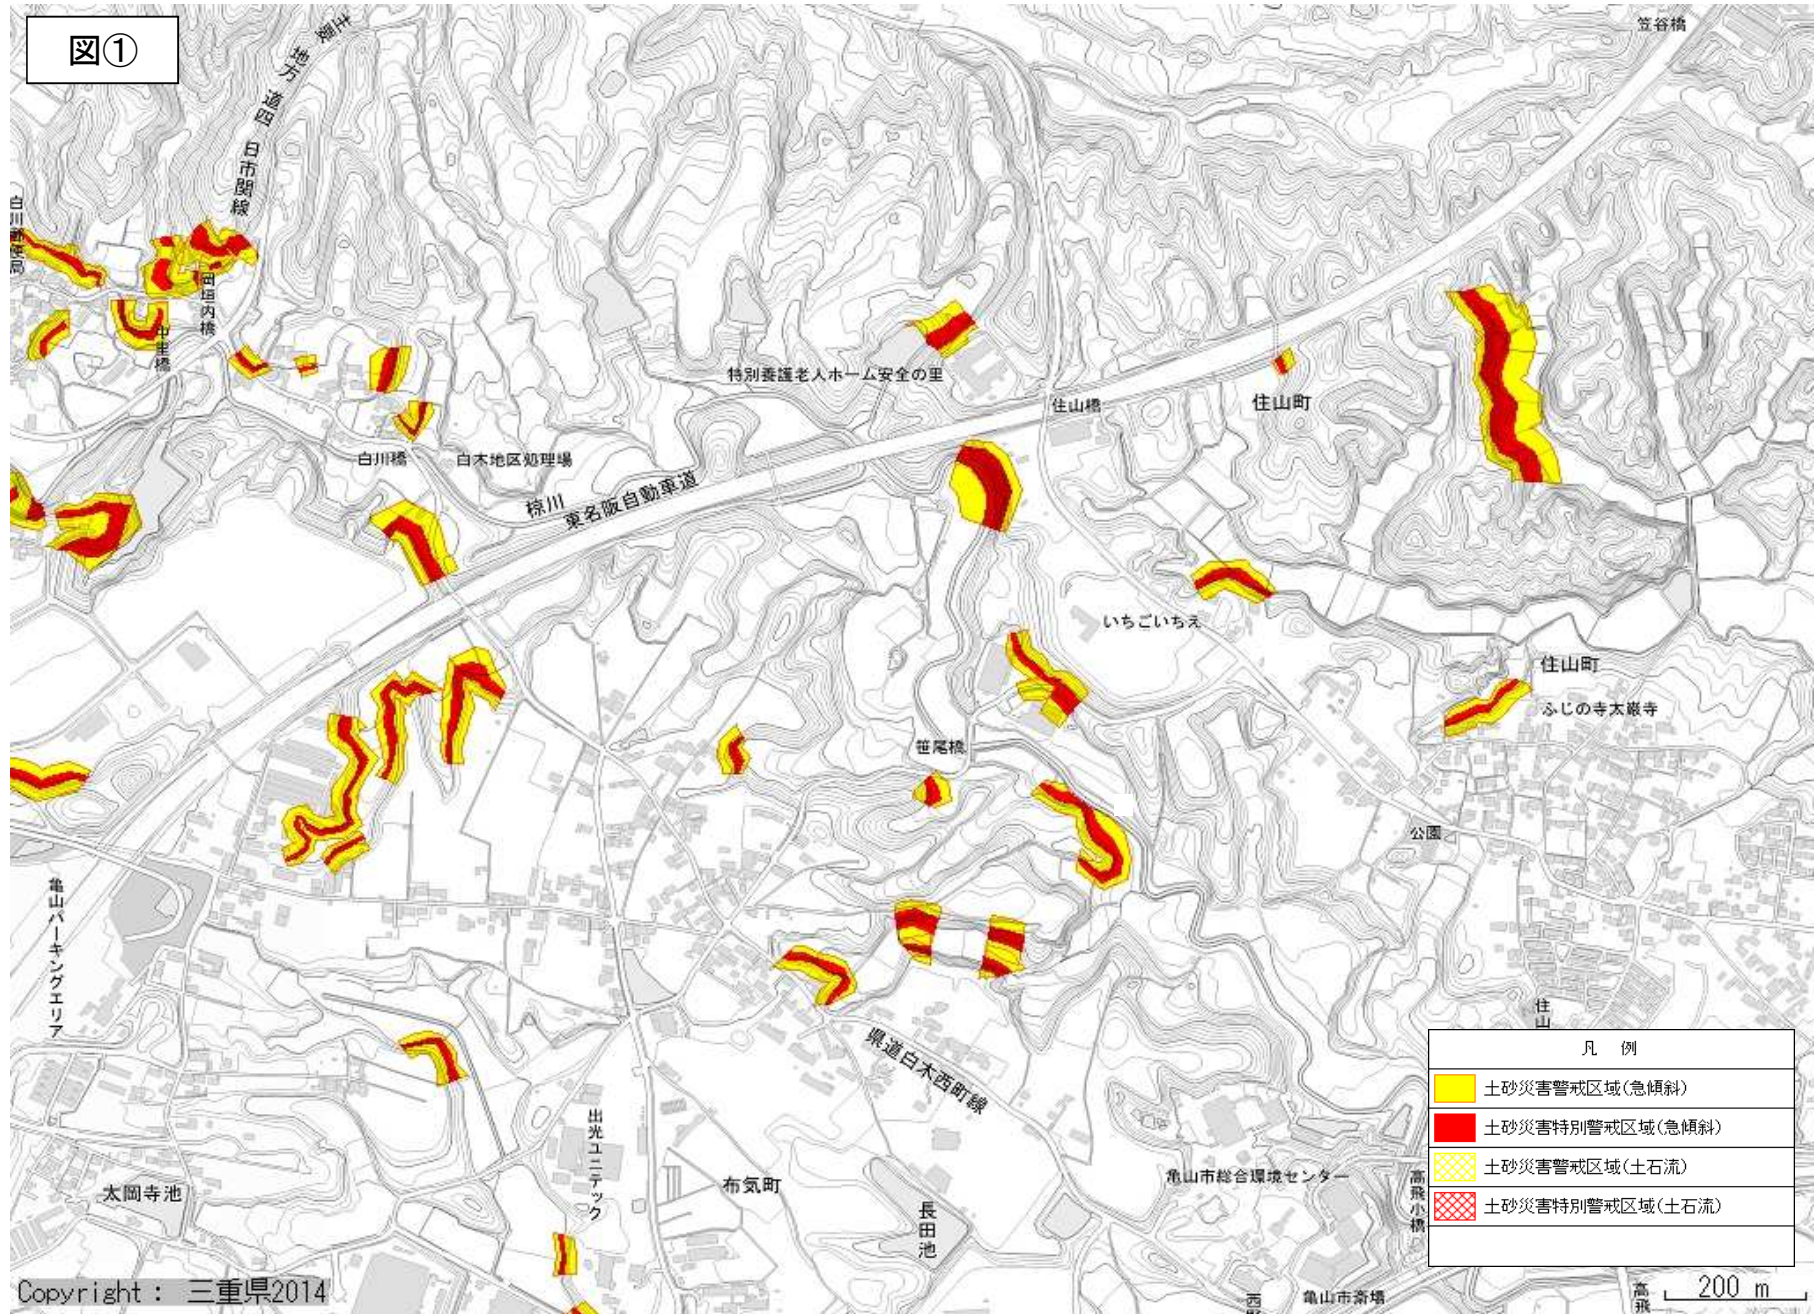 図①
笠谷橋
主要地方道四日市関線
白川郵便局
岡垣内橋
中里橋
特別養護老人ホーム安全の里
住山橋
住山町
白川橋
白木地区処理場
椋川
東名阪自動車道
いちごいちえ
住山町
ふじの寺太巌寺
笹尾橋
公園
亀山パーキングエリア
住山
県道白木西町線
出光ユニテック
太岡寺池
布気町
長田池
亀山市総合環境センター
高飛小橋
凡 例
土砂災害警戒区域(急傾斜)
土砂災害特別警戒区域(急傾斜)
土砂災害警戒区域(土石流)
土砂災害特別警戒区域(土石流)
Copyright : 三重県2014
亀山市斎場
高飛
200 m